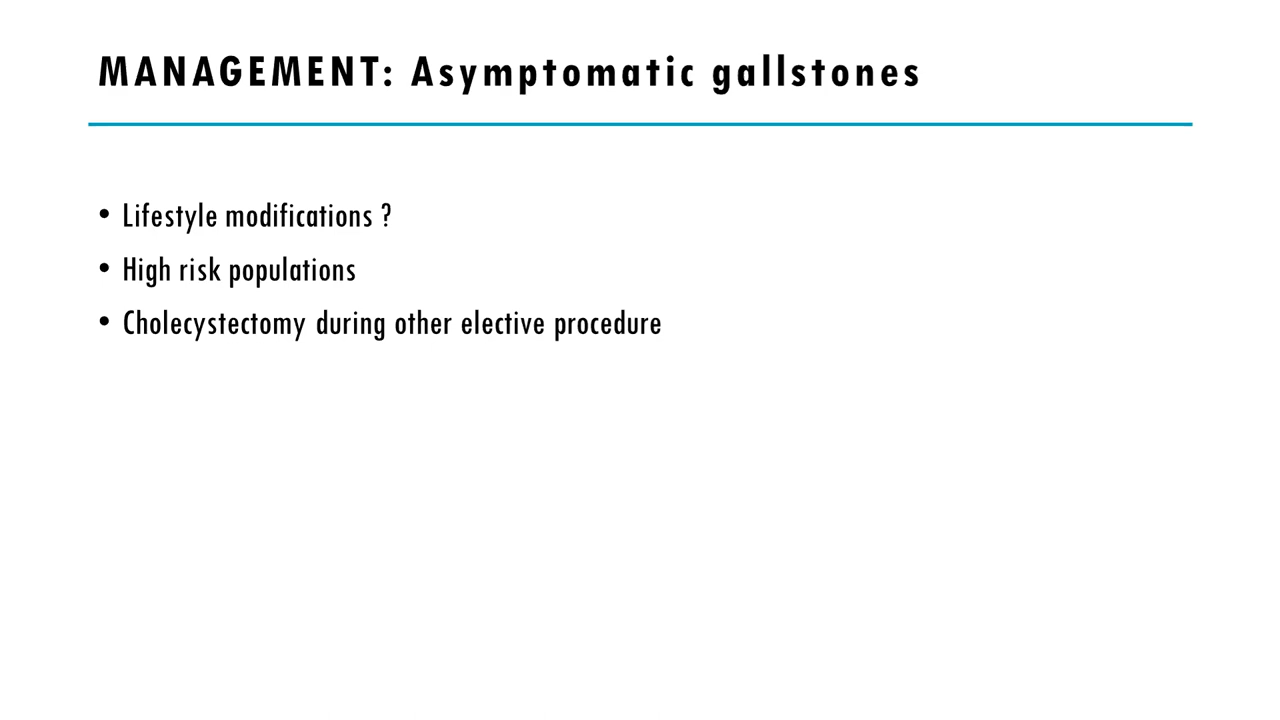 MANAGEMENT: Asymptomatic gallstones
• Lifestyle modifications ?
• High risk populations
• Cholecystectomy during other elective procedure